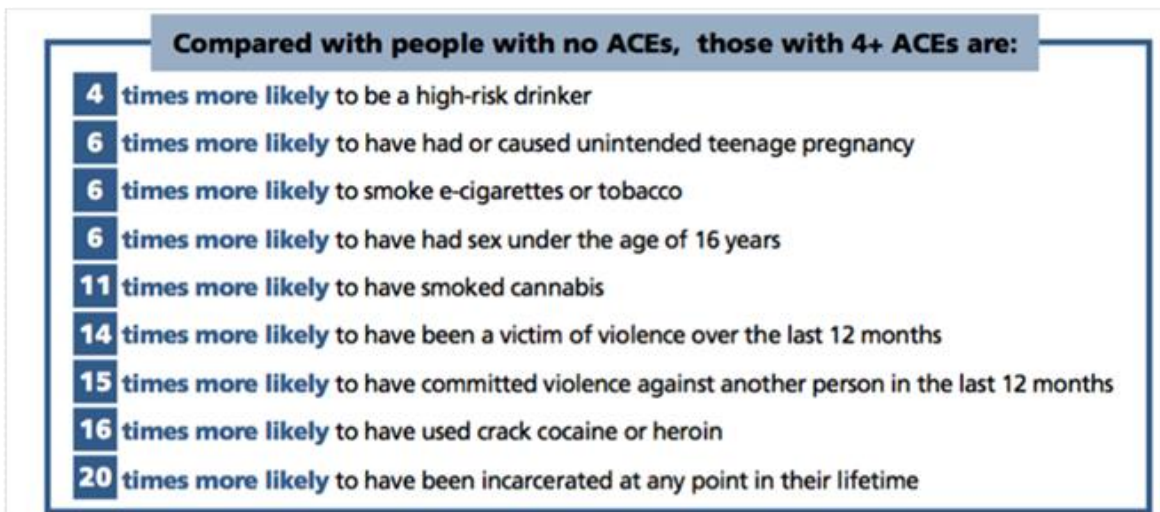 Compared with people with no ACEs, those with 4+ ACEs are:
4 times more likely to be a high-risk drinker
6 times more likely to have had or caused unintended teenage pregnancy
6 times more likely to smoke e-cigarettes or tobacco
6 times more likely to have had sex under the age of 16 years
11 times more likely to have smoked cannabis
14 times more likely to have been a victim of violence over the last 12 months
15 times more likely to have committed violence against another person in the last 12 months
16 times more likely to have used crack cocaine or heroin
20 times more likely to have been incarcerated at any point in their lifetime